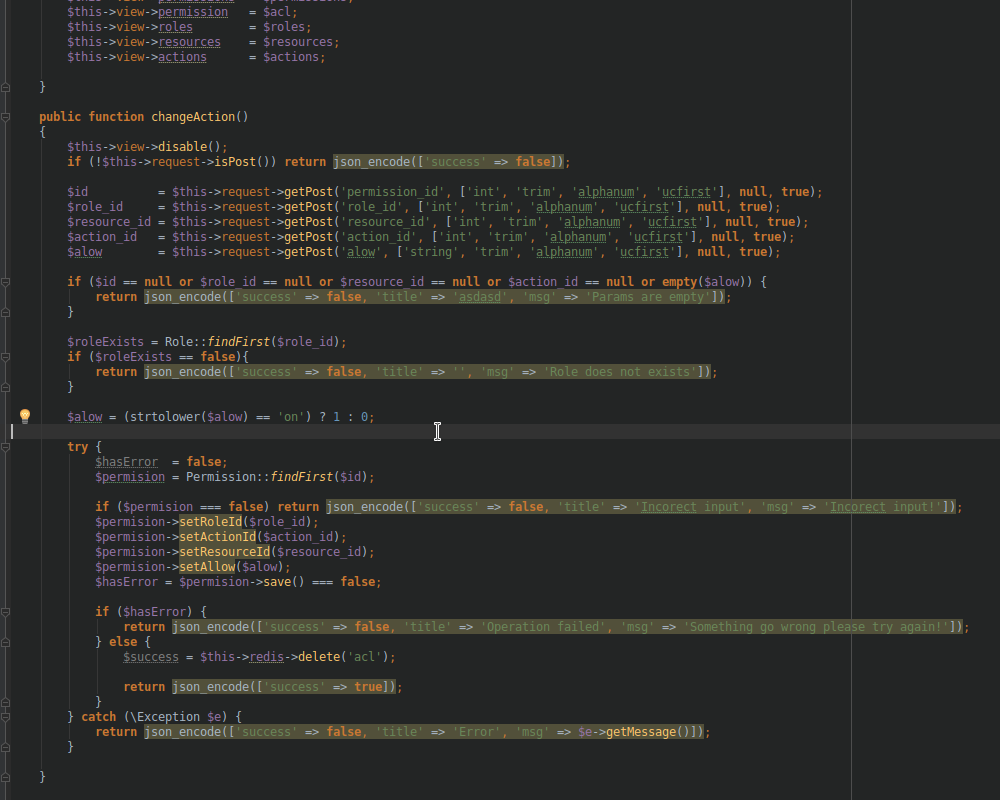 $this->view->permission   = $acl;
$this->view->roles        = $roles;
$this->view->resources    = $resources;
$this->view->actions      = $actions;
}
public function changeAction()
{
$this->view->disable();
if (!$this->request->isPost()) return json_encode(['success' => false]);
$id          = $this->request->getPost('permission_id', ['int', 'trim', 'alphanum', 'ucfirst'], null, true);
$role_id     = $this->request->getPost('role_id', ['int', 'trim', 'alphanum', 'ucfirst'], null, true);
$resource_id = $this->request->getPost('resource_id', ['int', 'trim', 'alphanum', 'ucfirst'], null, true);
$action_id   = $this->request->getPost('action_id', ['int', 'trim', 'alphanum', 'ucfirst'], null, true);
$alow        = $this->request->getPost('alow', ['string', 'trim', 'alphanum', 'ucfirst'], null, true);
if ($id == null or $role_id == null or $resource_id == null or $action_id == null or empty($alow)) {
return json_encode(['success' => false, 'title' => 'asdasd', 'msg' => 'Params are empty']);
}
$roleExists = Role::findFirst($role_id);
if ($roleExists == false){
return json_encode(['success' => false, 'title' => '', 'msg' => 'Role does not exists']);
}
$alow = (strtolower($alow) == 'on') ? 1 : 0;
try {
$hasError  = false;
$permision = Permission::findFirst($id);
if ($permision === false) return json_encode(['success' => false, 'title' => 'Incorect input', 'msg' => 'Incorect input!']);
$permision->setRoleId($role_id);
$permision->setActionId($action_id);
$permision->setResourceId($resource_id);
$permision->setAllow($alow);
$hasError = $permision->save() === false;
if ($hasError) {
return json_encode(['success' => false, 'title' => 'Operation failed', 'msg' => 'Something go wrong please try again!']);
} else {
$success = $this->redis->delete('acl');
return json_encode(['success' => true]);
}
} catch (\Exception $e) {
return json_encode(['success' => false, 'title' => 'Error', 'msg' => $e->getMessage()]);
}
}